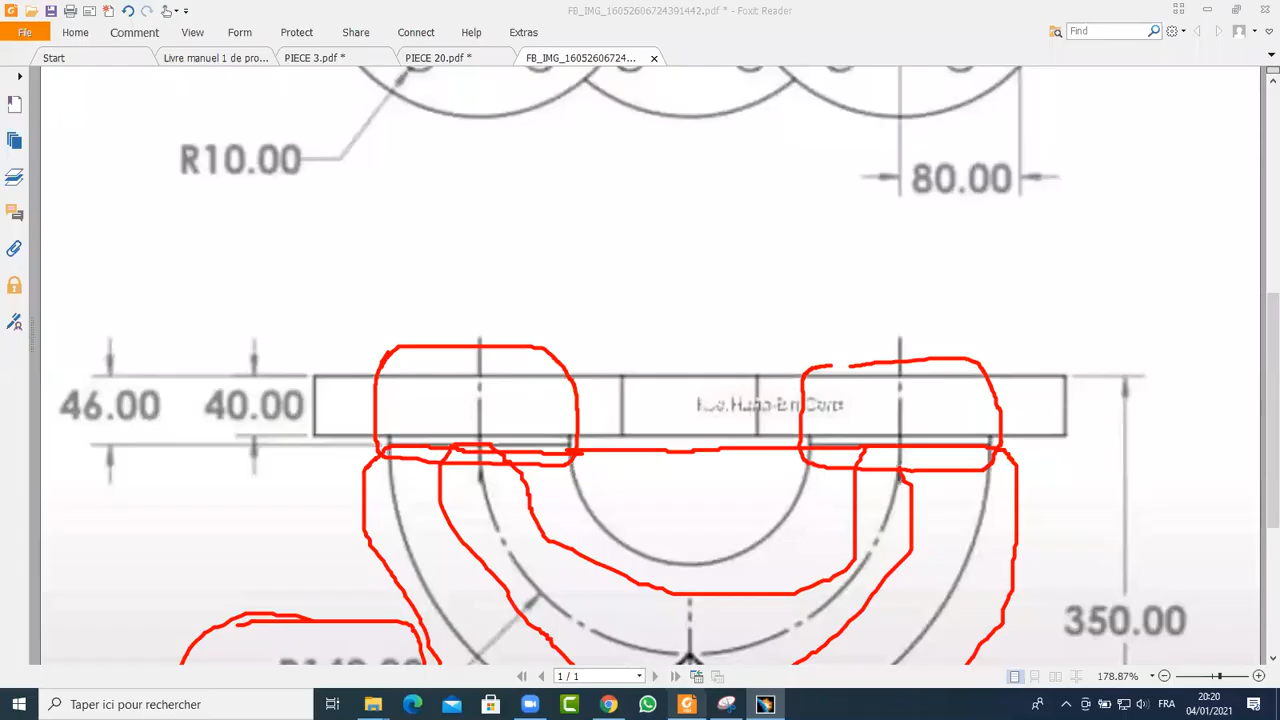 FB_IMG_16052606724391442.pdf * - Foxit Reader
File Home Comment View Form Protect Share Connect Help Extras Find
Start Livre manuel 1 de pro... PIECE 3.pdf * PIECE 20.pdf * FB_IMG_160526067 24...
R10.00
80.00
46.00 40.00
350.00
1 / 1 178.87%
Taper ici pour rechercher FRA 20:20
04/01/2021